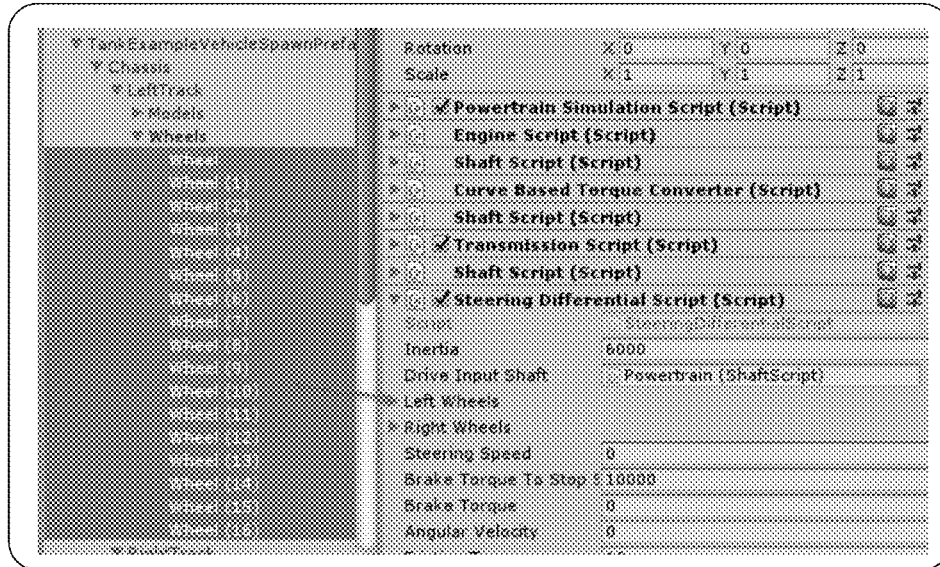 TankExampleVehicleSpawnPrefa
Chassis
LeftTrack
Models
Wheels
Wheel
Wheel (1)
Wheel (2)
Wheel (3)
Wheel (4)
Wheel (5)
Wheel (6)
Wheel (7)
Wheel (8)
Wheel (9)
Wheel (10)
Wheel (11)
Wheel (12)
Wheel (13)
Wheel (14)
Wheel (15)
Wheel (16)
RightTrack
Rotation X 0 Y 0 Z 0
Scale X 1 Y 1 Z 1
Powertrain Simulation Script (Script)
Engine Script (Script)
Shaft Script (Script)
Curve Based Torque Converter (Script)
Shaft Script (Script)
Transmission Script (Script)
Shaft Script (Script)
Steering Differential Script (Script)
Script SteeringDifferentialScript
Inertia 6000
Drive Input Shaft Powertrain (ShaftScript)
Left Wheels
Right Wheels
Steering Speed 0
Brake Torque To Stop S 10000
Brake Torque 0
Angular Velocity 0